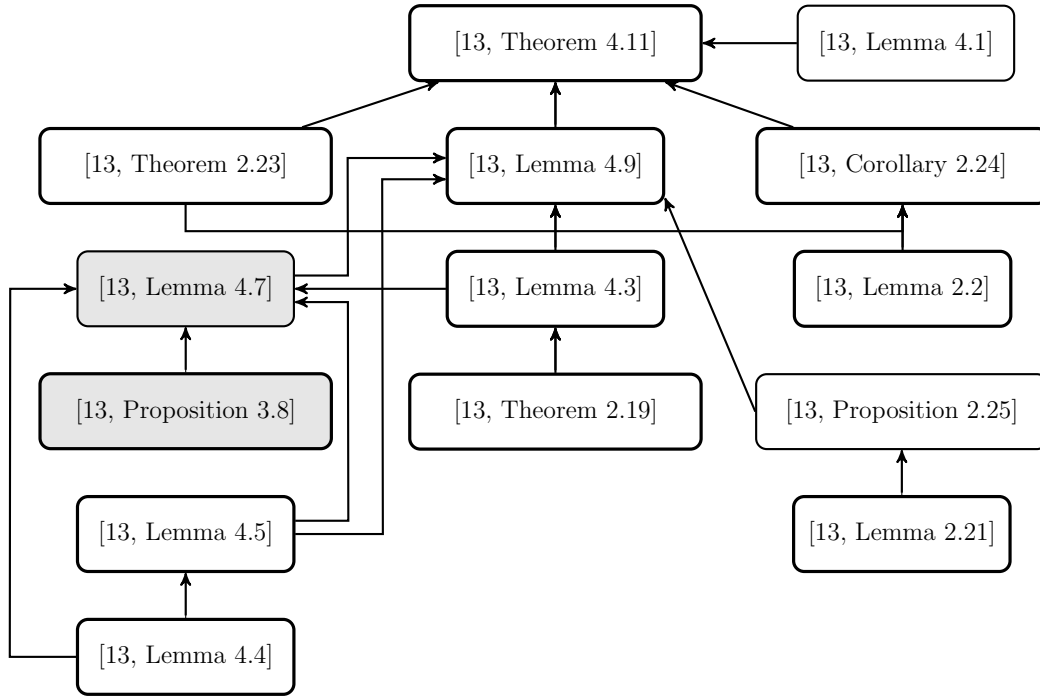 [13, Theorem 4.11]
[13, Lemma 4.1]
[13, Theorem 2.23]
[13, Lemma 4.9]
[13, Corollary 2.24]
[13, Lemma 4.7]
[13, Lemma 4.3]
[13, Lemma 2.2]
[13, Proposition 3.8]
[13, Theorem 2.19]
[13, Proposition 2.25]
[13, Lemma 4.5]
[13, Lemma 2.21]
[13, Lemma 4.4]